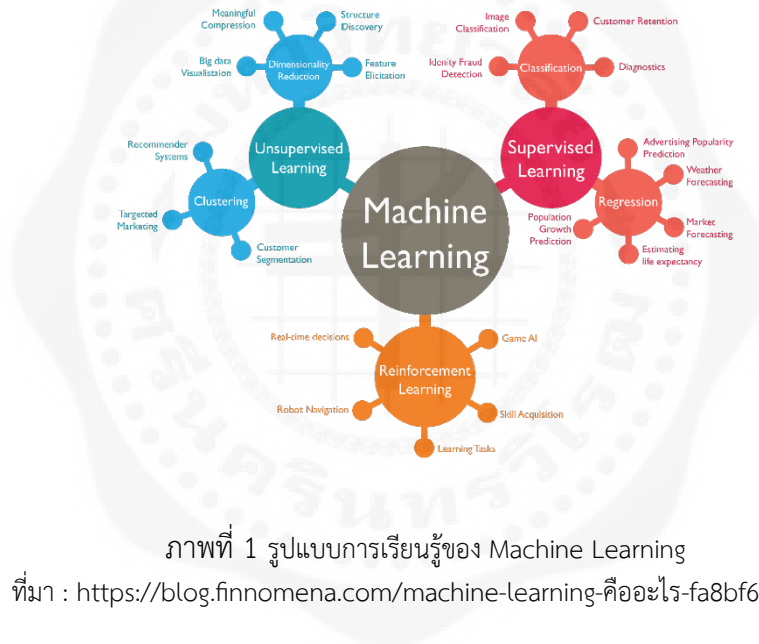 Meaningful
Compression
Structure
Discovery
Big data
Visualistaion
Dimensionality
Reduction
Feature
Elicitation
Unsupervised
Learning
Recommender
Systems
Clustering
Targetted
Marketing
Customer
Segmentation
Machine
Learning
Image
Classification
Customer Retention
Idenity Fraud
Detection
Classification
Diagnostics
Supervised
Learning
Advertising Popularity
Prediction
Weather
Forecasting
Regression
Population
Growth
Prediction
Market
Forecasting
Estimating
life expectancy
Real-time decisions
Game AI
Reinforcement
Learning
Robot Navigation
Skill Acquisition
Learning Tasks
ภาพที่ 1 รูปแบบการเรียนรู้ของ Machine Learning
ที่มา : https://blog.finnomena.com/machine-learning-คืออะไร-fa8bf6